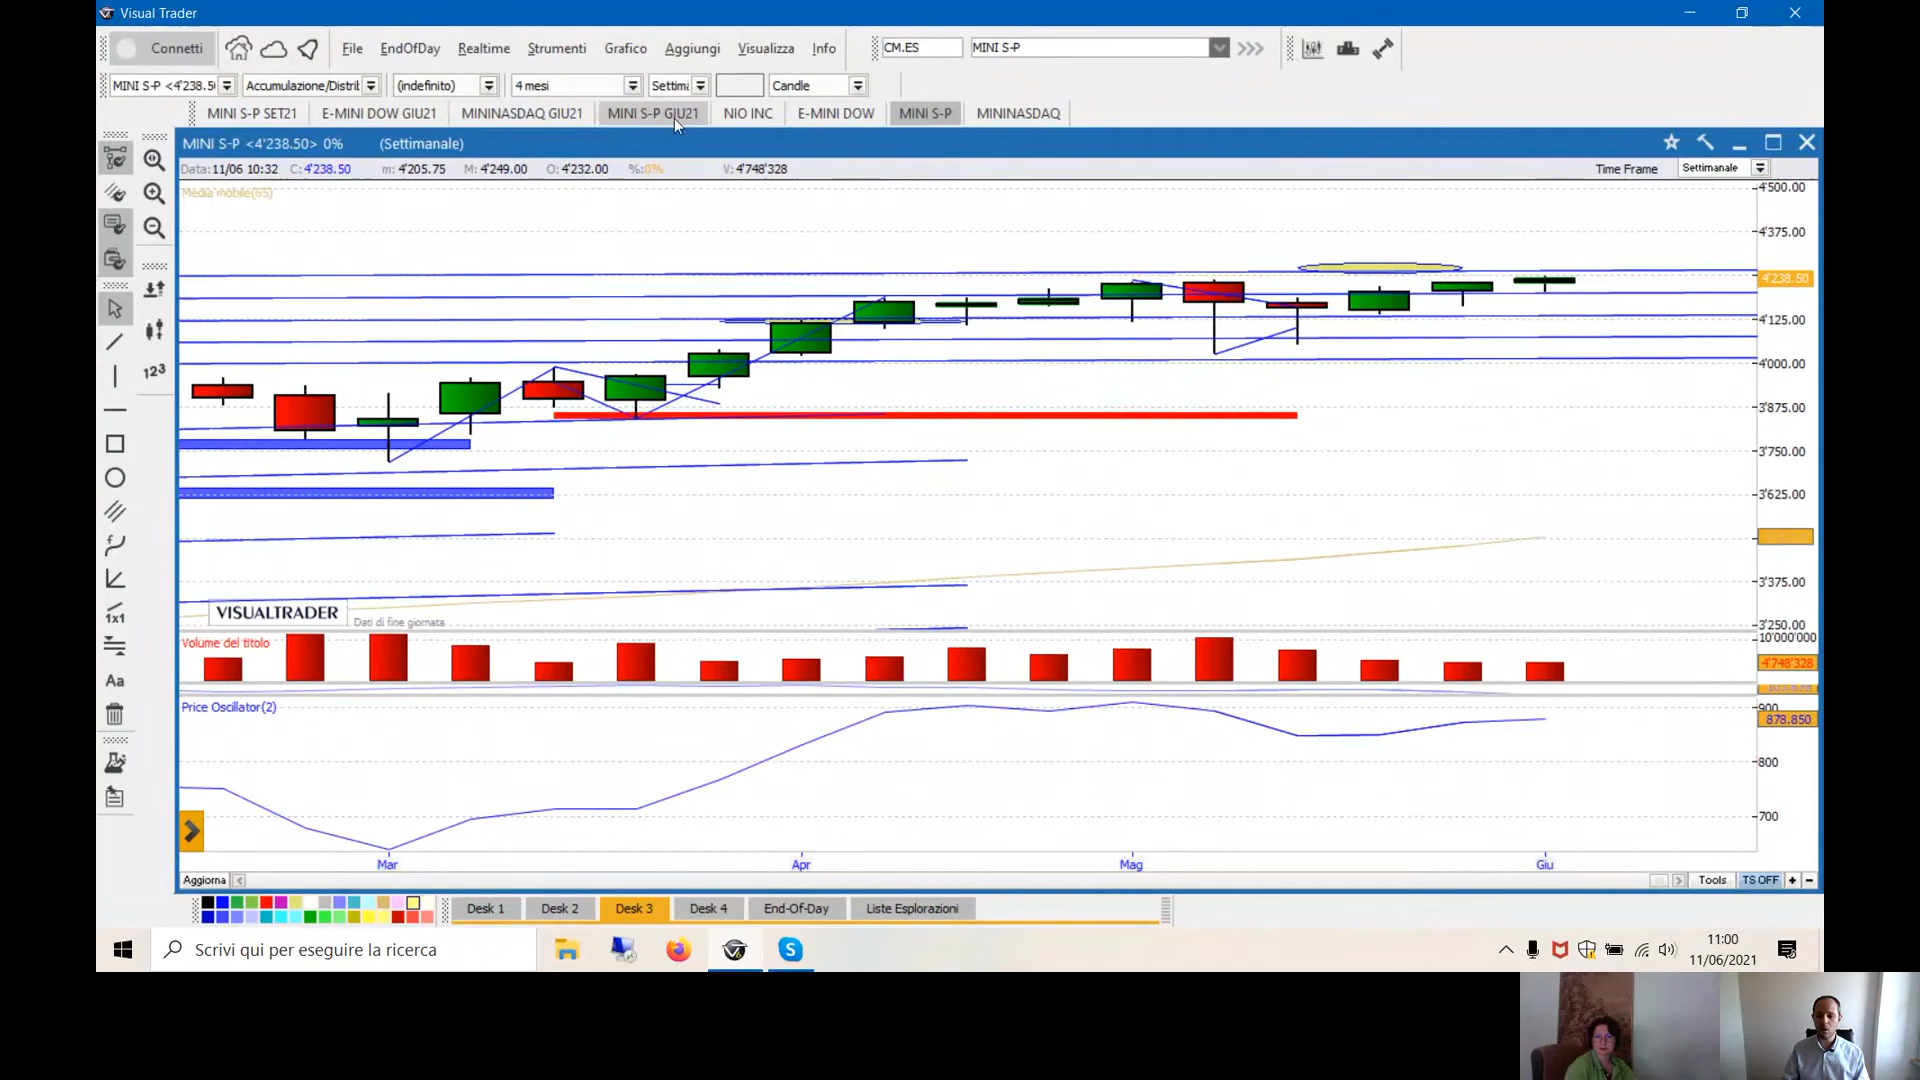 Visual Trader
Connetti File EndOfDay Realtime Strumenti Grafico Aggiungi Visualizza Info CM.ES MINI S-P
MINI S-P <4'238.5 Accumulazione/Distril (indefinito) 4 mesi Settima Candle
MINI S-P SET21 E-MINI DOW GIU21 MININASDAQ GIU21 MINI S-P GIU21 NIO INC E-MINI DOW MINI S-P MININASDAQ
MINI S-P <4'238.50> 0% (Settimanale)
Data:11/06 10:32 C:4'238.50 m:4'205.75 M:4'249.00 O:4'232.00 %:0% V:4'748'328 Time Frame Settimanale
Media mobile(65)
4'500.00
4'375.00
4'238.50
4'125.00
4'000.00
3'875.00
3'750.00
3'625.00
3'375.00
3'250.00
VISUALTRADER
Dati di fine giornata
Volume del titolo
10'000'000
4'748'328
Price Oscillator(2)
900
878.850
800
700
Mar Apr Mag Giu
Aggiorna Tools TS OFF + -
Desk 1 Desk 2 Desk 3 Desk 4 End-Of-Day Liste Esplorazioni
Scrivi qui per eseguire la ricerca
11:00
11/06/2021
123
1x1
Aa